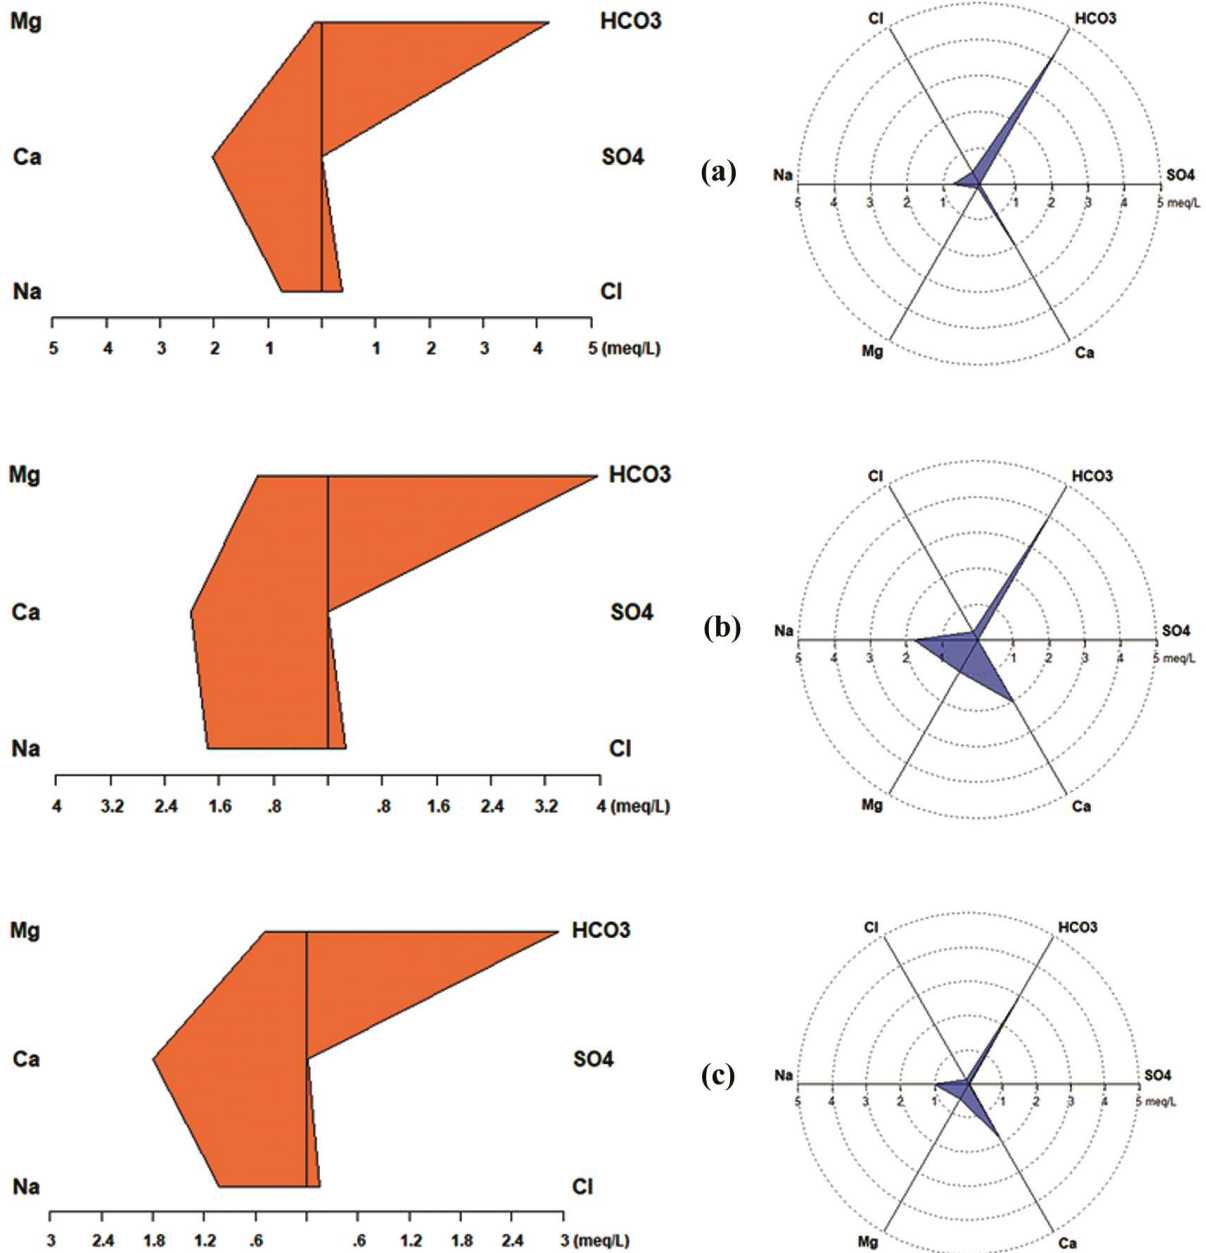 Mg HCO3
Ca SO4
Na Cl
5 4 3 2 1 1 2 3 4 5 (meq/L)
(a)
Cl HCO3
Na SO4
5 4 3 2 1 1 2 3 4 5 meq/L
Mg Ca
Mg HCO3
Ca SO4
Na Cl
4 3.2 2.4 1.6 .8 .8 1.6 2.4 3.2 4 (meq/L)
(b)
Cl HCO3
Na SO4
5 4 3 2 1 1 2 3 4 5 meq/L
Mg Ca
Mg HCO3
Ca SO4
Na Cl
3 2.4 1.8 1.2 .6 .6 1.2 1.8 2.4 3 (meq/L)
(c)
Cl HCO3
Na SO4
5 4 3 2 1 1 2 3 4 5 meq/L
Mg Ca